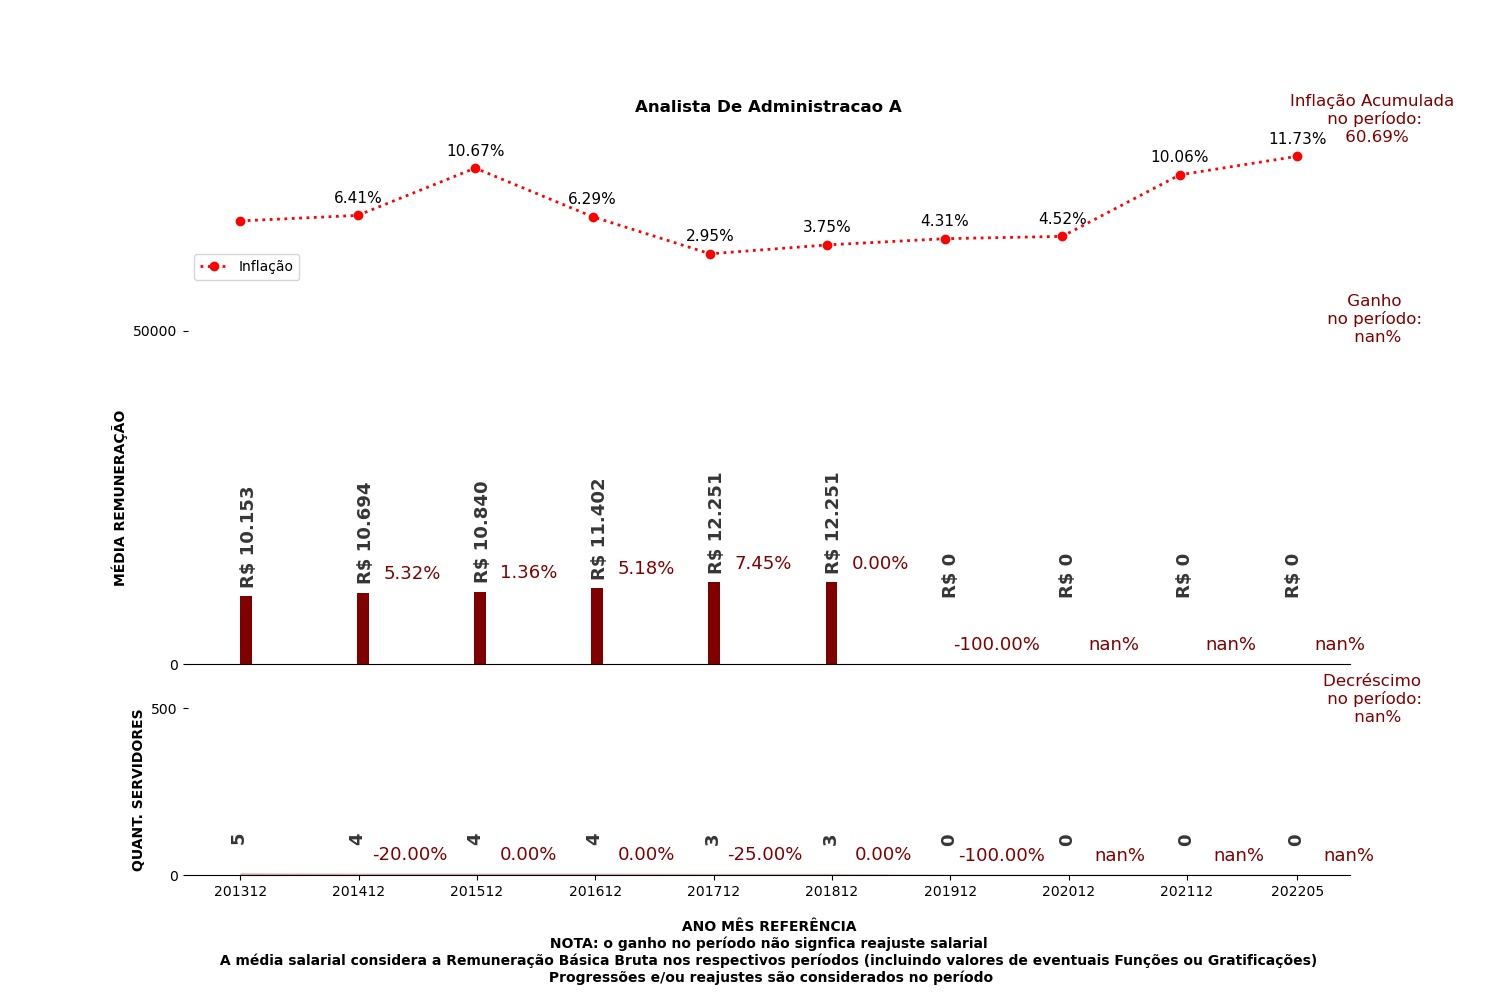 Analista De Administracao A
Inflação Acumulada
no período:
60.69%
6.41%
10.67%
6.29%
2.95%
3.75%
4.31%
4.52%
10.06%
11.73%
Inflação
Ganho
no período:
nan%
50000
0
MÉDIA REMUNERAÇÃO
R$ 10.153
R$ 10.694
R$ 10.840
R$ 11.402
R$ 12.251
R$ 12.251
R$ 0
R$ 0
R$ 0
R$ 0
5.32%
1.36%
5.18%
7.45%
0.00%
-100.00%
nan%
nan%
nan%
Decréscimo
no período:
nan%
500
0
QUANT. SERVIDORES
5
4
4
4
3
3
0
0
0
0
-20.00%
0.00%
0.00%
-25.00%
0.00%
-100.00%
nan%
nan%
nan%
201312
201412
201512
201612
201712
201812
201912
202012
202112
202205
ANO MÊS REFERÊNCIA
NOTA: o ganho no período não signfica reajuste salarial
A média salarial considera a Remuneração Básica Bruta nos respectivos períodos (incluindo valores de eventuais Funções ou Gratificações)
Progressões e/ou reajustes são considerados no período